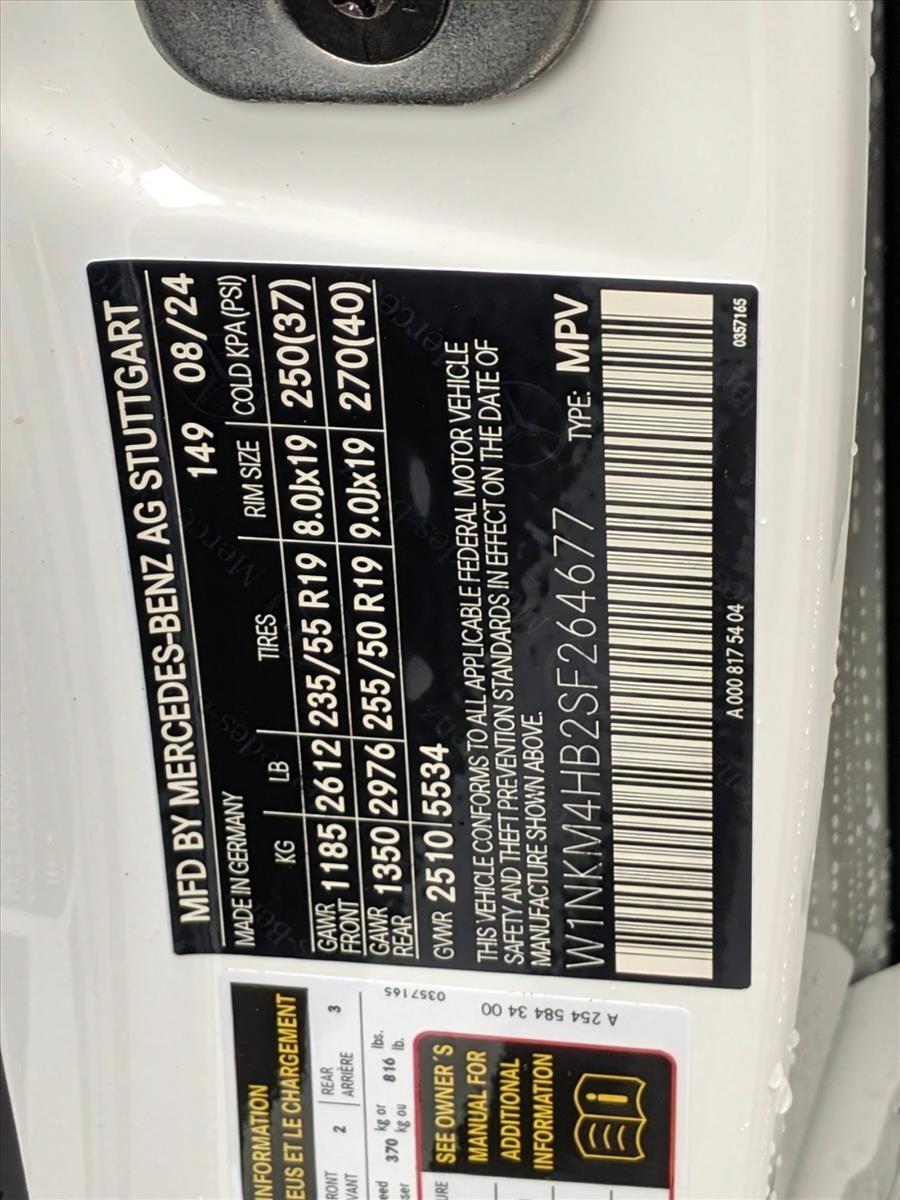 MFD BY MERCEDES-BENZ AG STUTTGART
MADE IN GERMANY 149 08/24
KG LB TIRES RIM SIZE COLD KPA(PSI)
GAWR FRONT 1185 2612 235/55 R19 8.0Jx19 250(37)
GAWR REAR 1350 2976 255/50 R19 9.0Jx19 270(40)
GVWR 2510 5534
THIS VEHICLE CONFORMS TO ALL APPLICABLE FEDERAL MOTOR VEHICLE
SAFETY AND THEFT PREVENTION STANDARDS IN EFFECT ON THE DATE OF
MANUFACTURE SHOWN ABOVE.
W1NKM4HB2SF264677 TYPE: MPV
A 000 817 54 04 0357165
INFORMATION
ET LE CHARGEMENT
2 REAR 3
ARRIÈRE
370 kg or 816 lbs.
kg ou lb.
0357165
A 254 584 34 00
SEE OWNER'S
MANUAL FOR
ADDITIONAL
INFORMATION